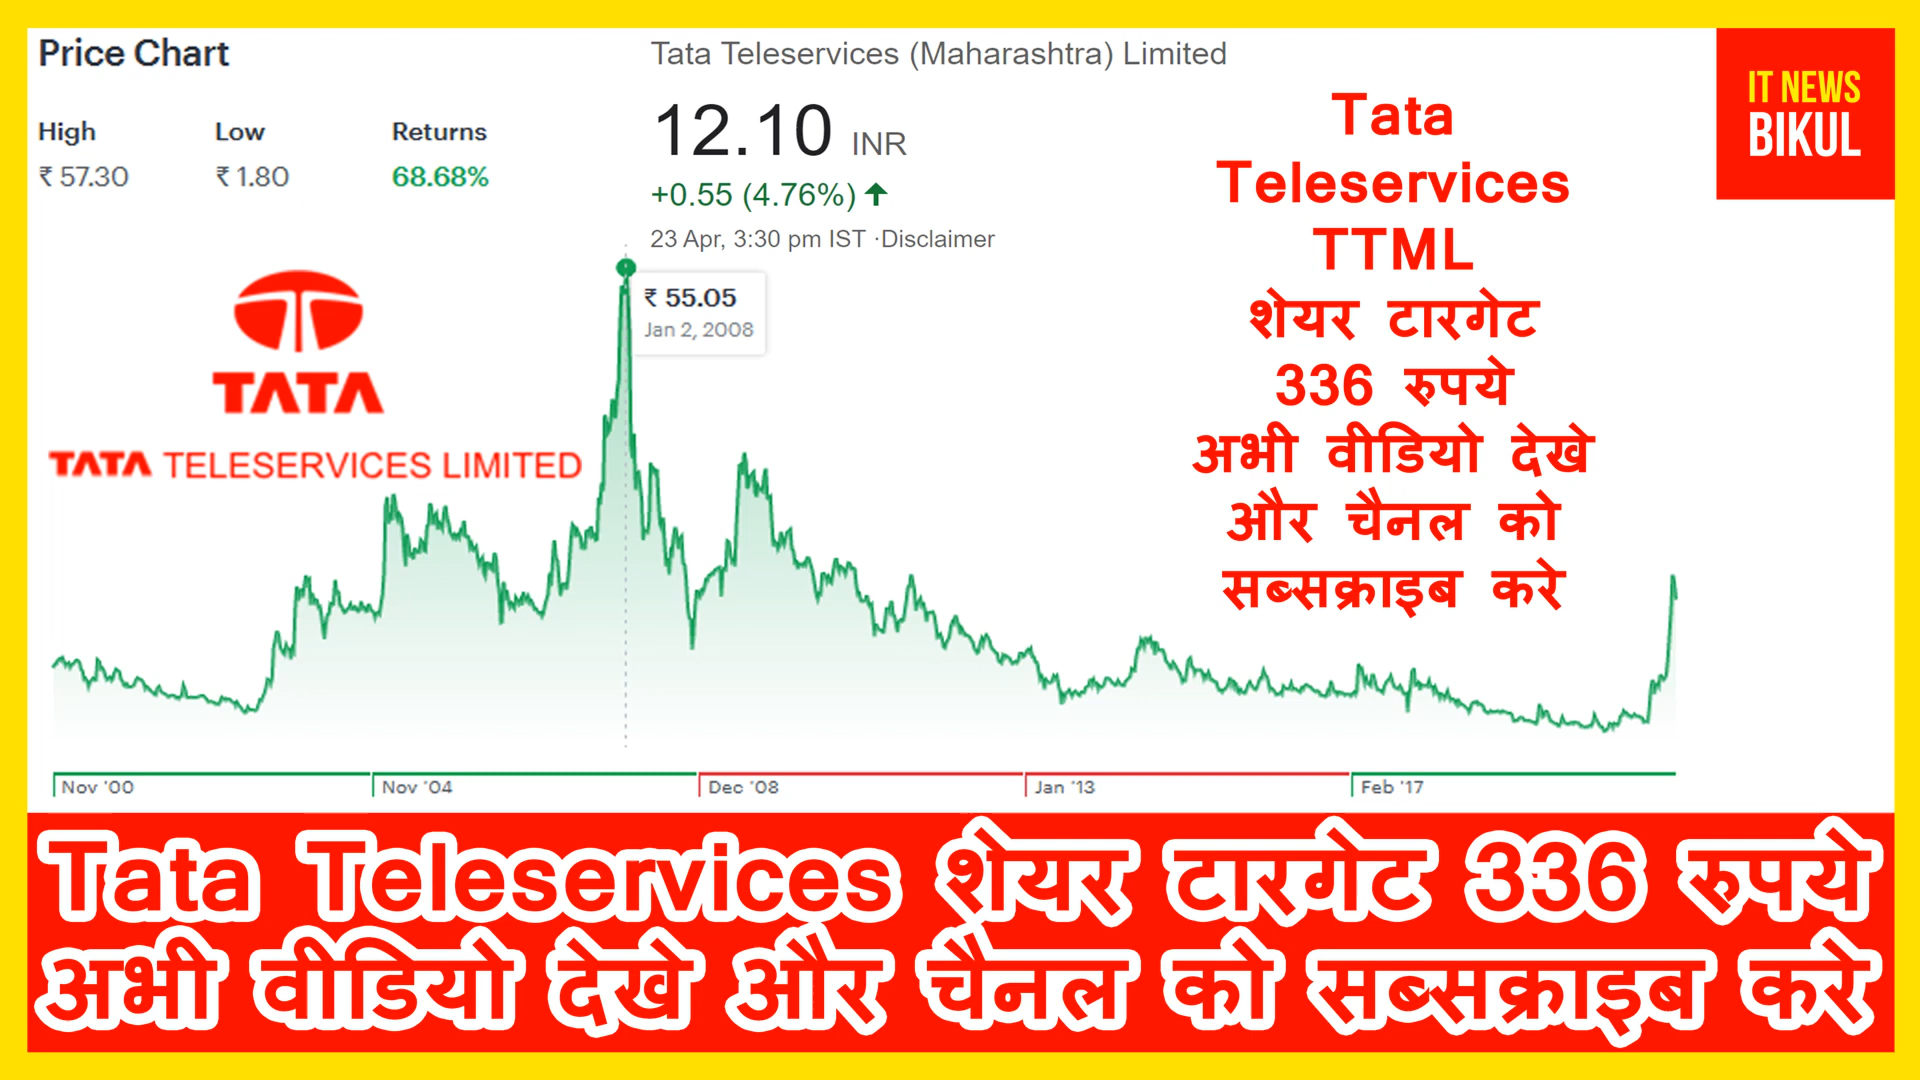 Price Chart
High
Low
Returns
₹ 57.30
₹ 1.80
68.68%
Tata Teleservices (Maharashtra) Limited
12.10 INR
+0.55 (4.76%) ↑
23 Apr, 3:30 pm IST ·Disclaimer
₹ 55.05
Jan 2, 2008
TATA
TATA TELESERVICES LIMITED
Tata
Teleservices
TTML
शेयर टारगेट
336 रुपये
अभी वीडियो देखे
और चैनल को
सब्सक्राइब करे
IT NEWS
BIKUL
Nov '00
Nov '04
Dec '08
Jan '13
Feb '17
Tata Teleservices शेयर टारगेट 336 रुपये
अभी वीडियो देखे और चैनल को सब्सक्राइब करे